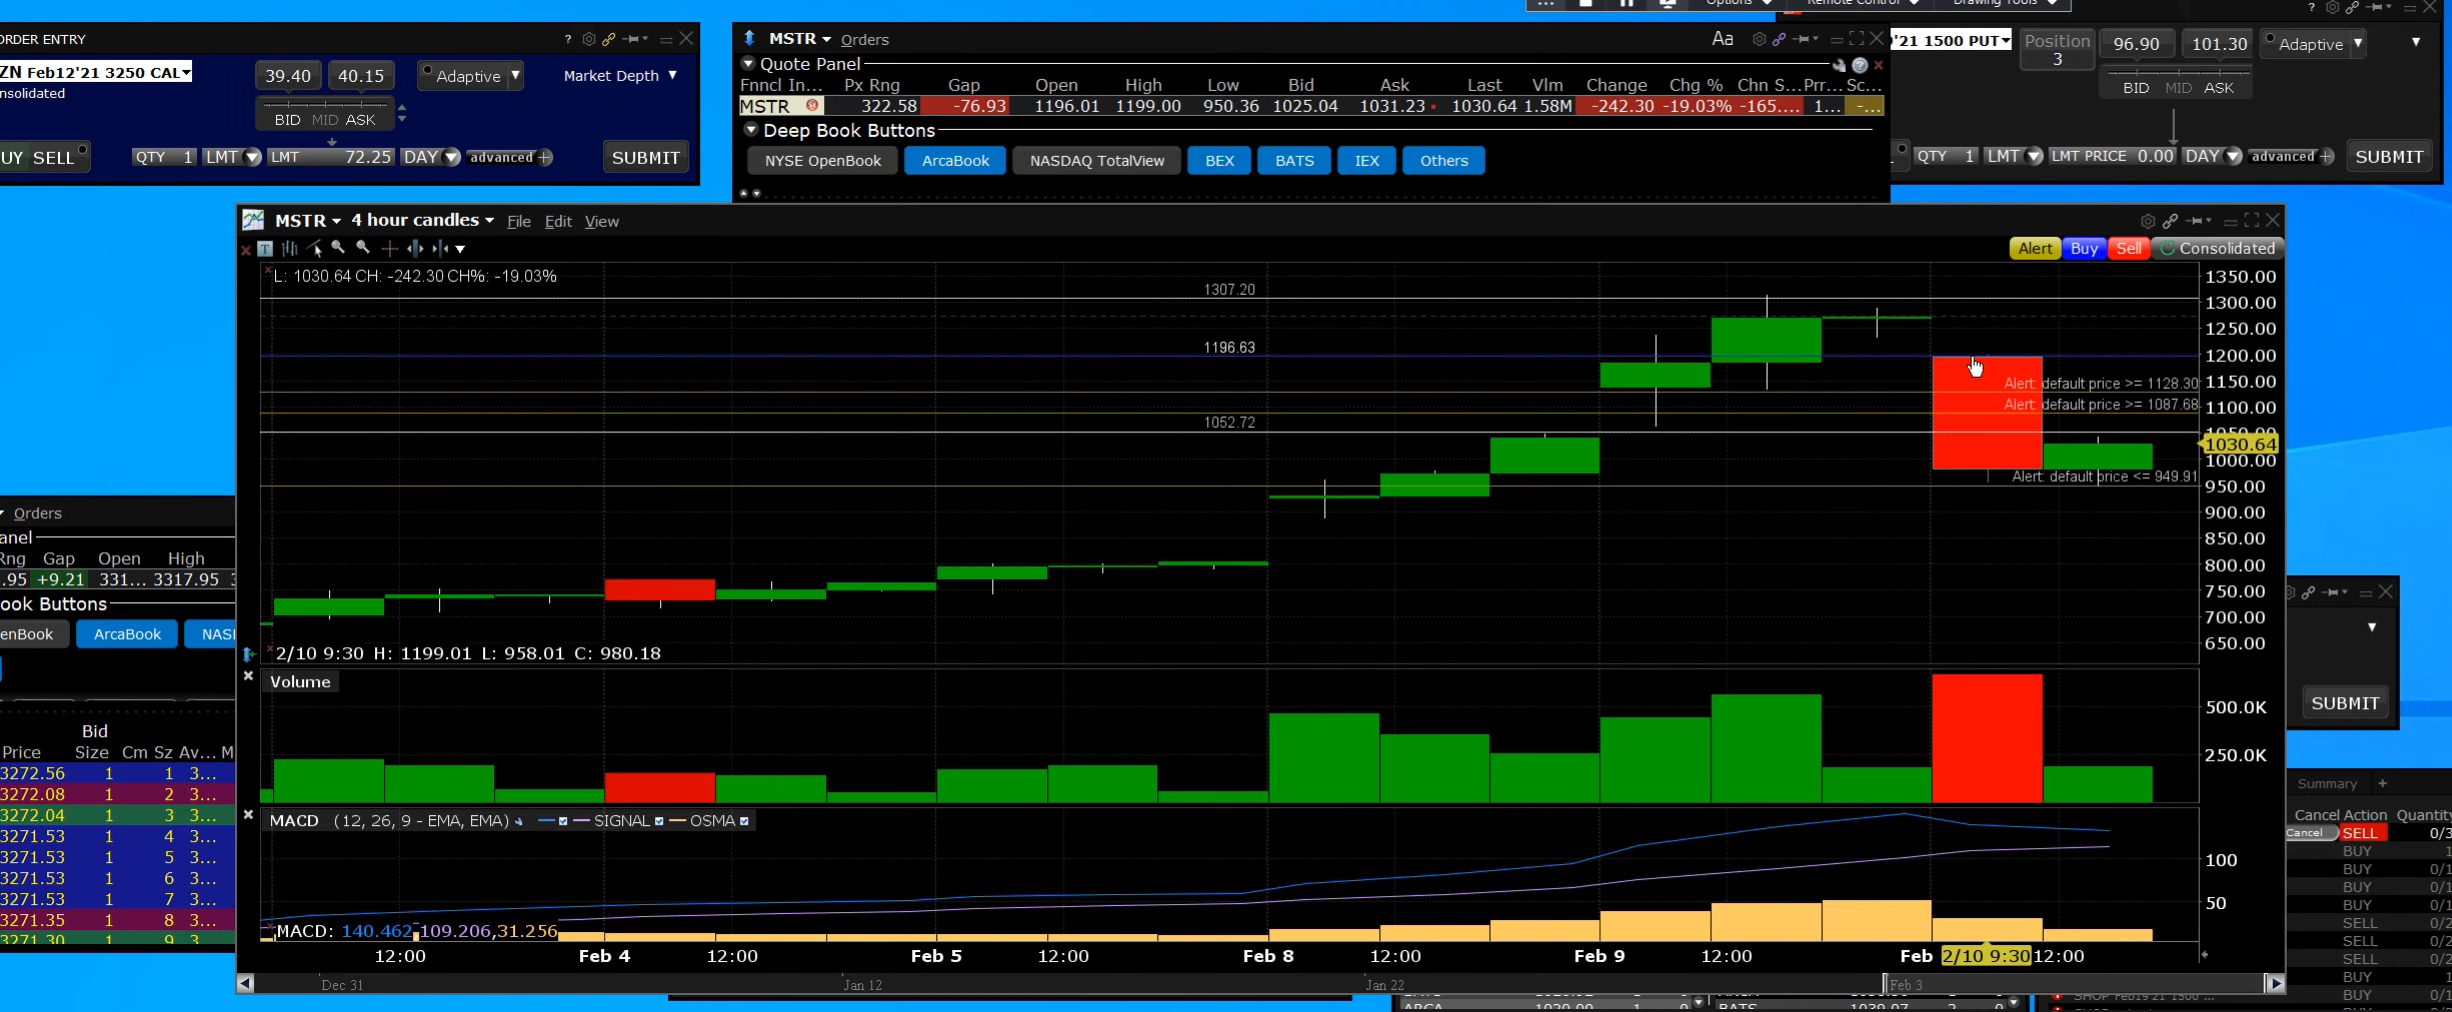 Options Remote Control Drawing Tools
ORDER ENTRY ?
ZN Feb12'21 3250 CAL
nsolidated
39.40 40.15 Adaptive Market Depth
BID MID ASK
UY SELL QTY 1 LMT LMT 72.25 DAY advanced SUBMIT
MSTR Orders Aa
Quote Panel
Fnncl In... Px Rng Gap Open High Low Bid Ask Last Vlm Change Chg % Chn S... Prr... Sc...
MSTR 322.58 -76.93 1196.01 1199.00 950.36 1025.04 1031.23 1030.64 1.58M -242.30 -19.03% -165.... 1... -...
Deep Book Buttons
NYSE OpenBook ArcaBook NASDAQ TotalView BEX BATS IEX Others
?
'21 1500 PUT Position 3 96.90 101.30 Adaptive
BID MID ASK
QTY 1 LMT LMT PRICE 0.00 DAY advanced SUBMIT
MSTR 4 hour candles File Edit View
T
Alert Buy Sell Consolidated
L: 1030.64 CH: -242.30 CH%: -19.03%
1307.20
1196.63
1052.72
Alert: default price >= 1128.30
Alert: default price >= 1087.68
Alert: default price <= 949.91
1350.00
1300.00
1250.00
1200.00
1150.00
1100.00
1050.00
1030.64
1000.00
950.00
900.00
850.00
800.00
750.00
700.00
650.00
2/10 9:30 H: 1199.01 L: 958.01 C: 980.18
Volume
500.0K
250.0K
MACD (12, 26, 9 - EMA, EMA) SIGNAL OSMA
100
50
MACD: 140.462 109.206, 31.256
12:00 Feb 4 12:00 Feb 5 12:00 Feb 8 12:00 Feb 9 12:00 Feb 2/10 9:30 12:00
Dec 31 Jan 12 Jan 22 Feb 3
Orders
anel
Rng Gap Open High
.95 +9.21 331... 3317.95 3
ook Buttons
enBook ArcaBook NAS
Bid
Price Size Cm Sz Av... M
3272.56 1 1 3...
3272.08 1 2 3...
3272.04 1 3 3...
3271.53 1 4 3...
3271.53 1 5 3...
3271.53 1 6 3...
3271.53 1 7 3...
3271.35 1 8 3...
3271.30 1 9 3
SUBMIT
Summary +
Cancel Action Quantity
Cancel SELL 0/3
BUY 1
BUY 0/1
BUY 0/1
BUY 0/1
SELL 0/2
SELL 0/2
SELL 0/2
BUY 1
BUY 0/1